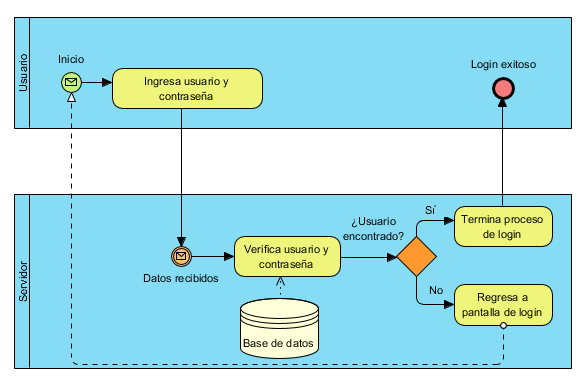 Usuario
Inicio
Ingresa usuario y
contraseña
Login exitoso
Servidor
Datos recibidos
Verifica usuario y
contraseña
Base de datos
¿Usuario
encontrado?
Sí
Termina proceso
de login
No
Regresa a
pantalla de login